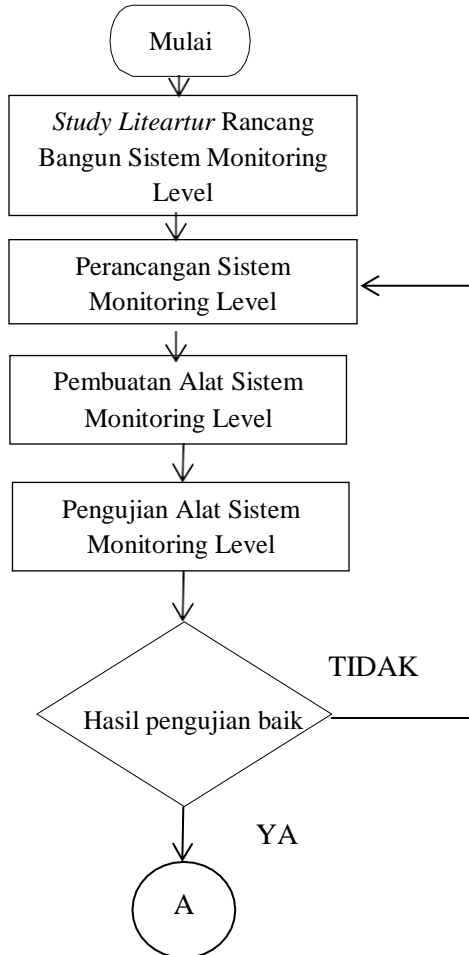 Mulai
Study Liteartur Rancang
Bangun Sistem Monitoring
Level
Perancangan Sistem
Monitoring Level
Pembuatan Alat Sistem
Monitoring Level
Pengujian Alat Sistem
Monitoring Level
TIDAK
Hasil pengujian baik
YA
A